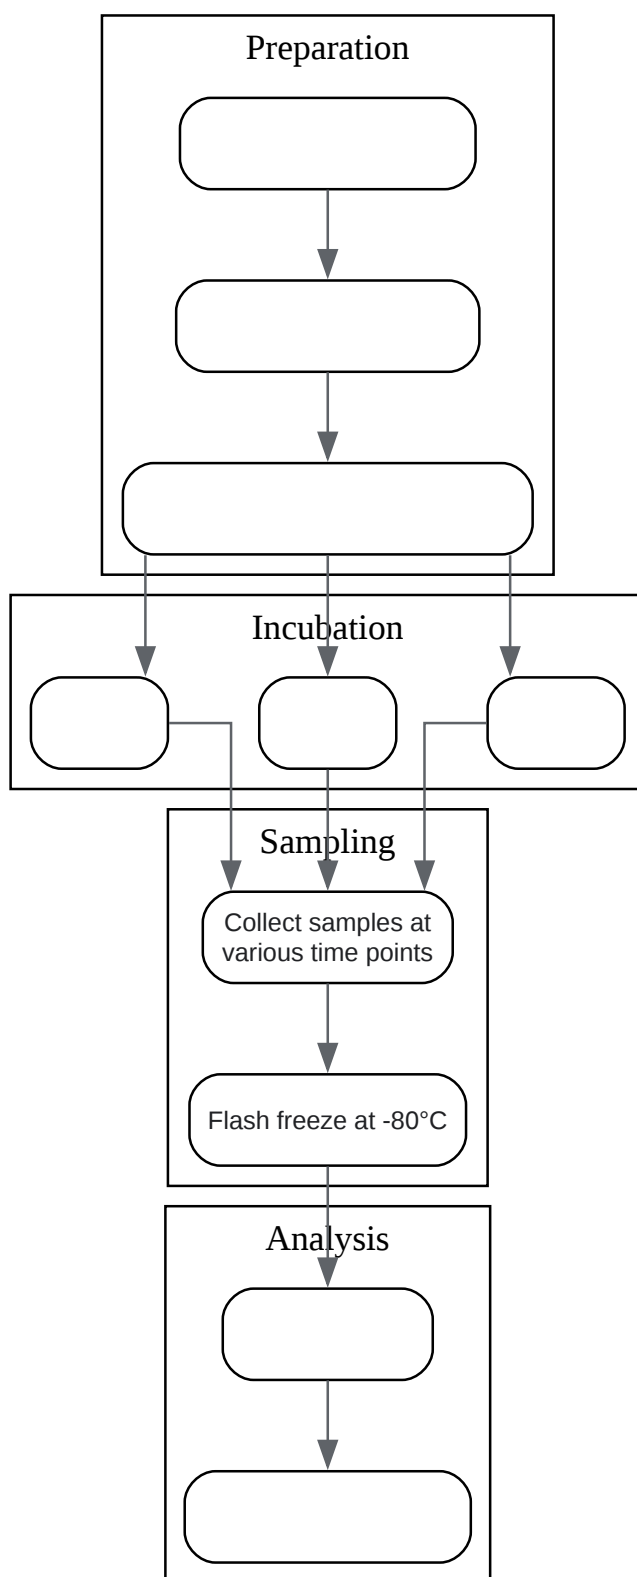 Preparation
Incubation
Sampling
Collect samples at
various time points
Flash freeze at -80°C
Analysis